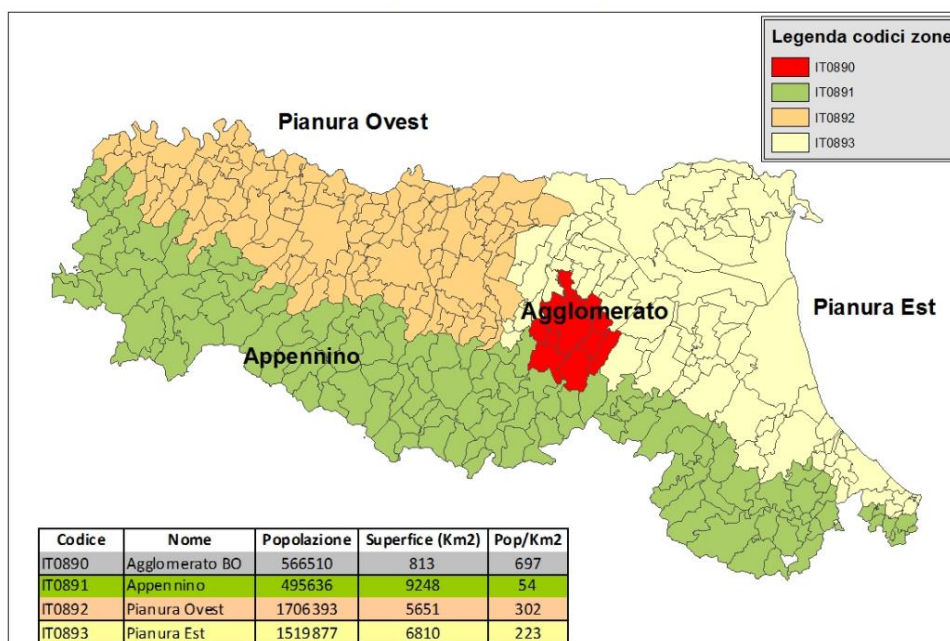 Legenda codici zone
IT0890
IT0891
IT0892
IT0893
Pianura Ovest
Agglomerato
Pianura Est
Appennino
Codice Nome Popolazione Superfice (Km2) Pop/Km2
IT0890 Agglomerato BO 566510 813 697
IT0891 Appennino 495636 9248 54
IT0892 Pianura Ovest 1706393 5651 302
IT0893 Pianura Est 1519877 6810 223